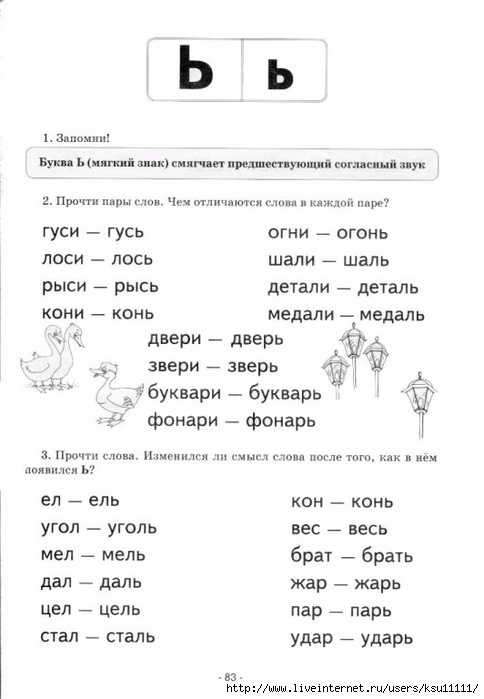 Ь ь
1. Запомни!
Буква Ь (мягкий знак) смягчает предшествующий согласный звук
2. Прочти пары слов. Чем отличаются слова в каждой паре?
гуси — гусь огни — огонь
лоси — лось шали — шаль
рыси — рысь детали — деталь
кони — конь медали — медаль
двери — дверь
звери — зверь
буквари — букварь
фонари — фонарь
3. Прочти слова. Изменился ли смысл слова после того, как в нём
появился Ь?
ел — ель кон — конь
угол — уголь вес — весь
мел — мель брат — брать
дал — даль жар — жарь
цел — цель пар — парь
стал — сталь удар — ударь
- 83 -
http://www.liveinternet.ru/users/ksu11111/